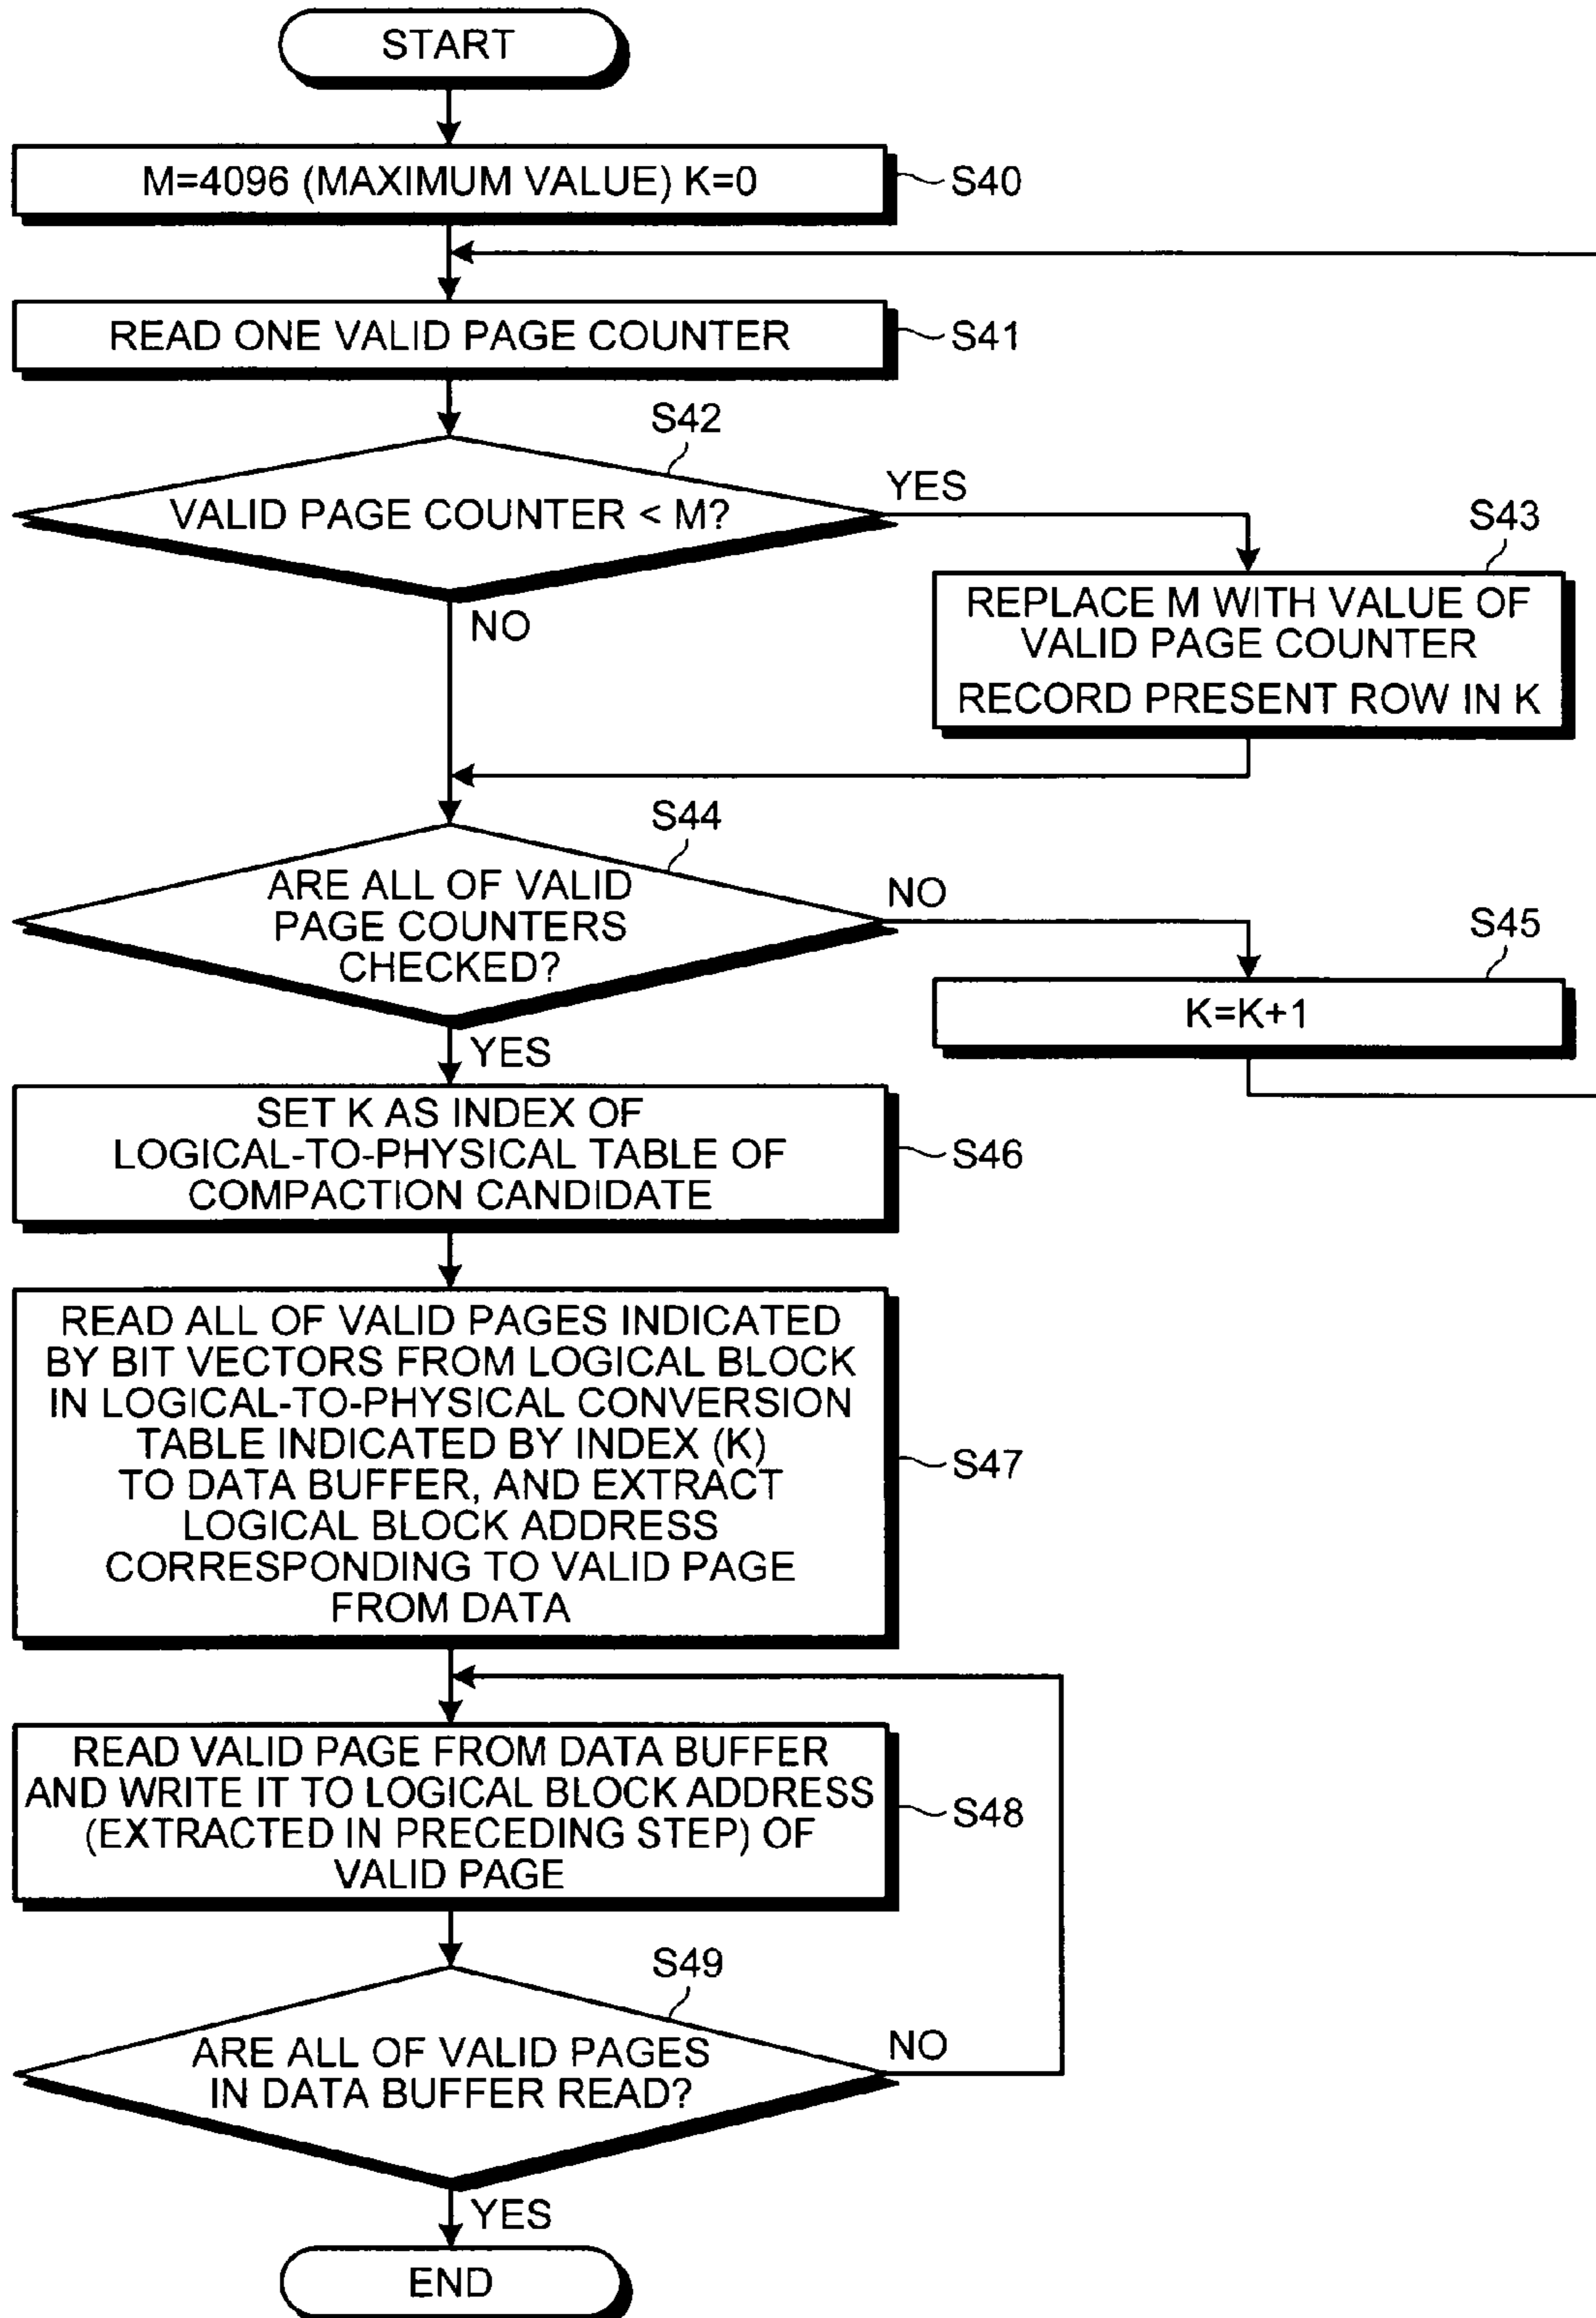 START
M=4096 (MAXIMUM VALUE) K=0
S40
READ ONE VALID PAGE COUNTER
S41
S42
VALID PAGE COUNTER < M?
YES
NO
S43
REPLACE M WITH VALUE OF
VALID PAGE COUNTER
RECORD PRESENT ROW IN K
S44
ARE ALL OF VALID
PAGE COUNTERS
CHECKED?
NO
YES
S45
K=K+1
SET K AS INDEX OF
LOGICAL-TO-PHYSICAL TABLE OF
COMPACTION CANDIDATE
S46
READ ALL OF VALID PAGES INDICATED
BY BIT VECTORS FROM LOGICAL BLOCK
IN LOGICAL-TO-PHYSICAL CONVERSION
TABLE INDICATED BY INDEX (K)
TO DATA BUFFER, AND EXTRACT
LOGICAL BLOCK ADDRESS
CORRESPONDING TO VALID PAGE
FROM DATA
S47
READ VALID PAGE FROM DATA BUFFER
AND WRITE IT TO LOGICAL BLOCK ADDRESS
(EXTRACTED IN PRECEDING STEP) OF
VALID PAGE
S48
S49
ARE ALL OF VALID PAGES
IN DATA BUFFER READ?
NO
YES
END